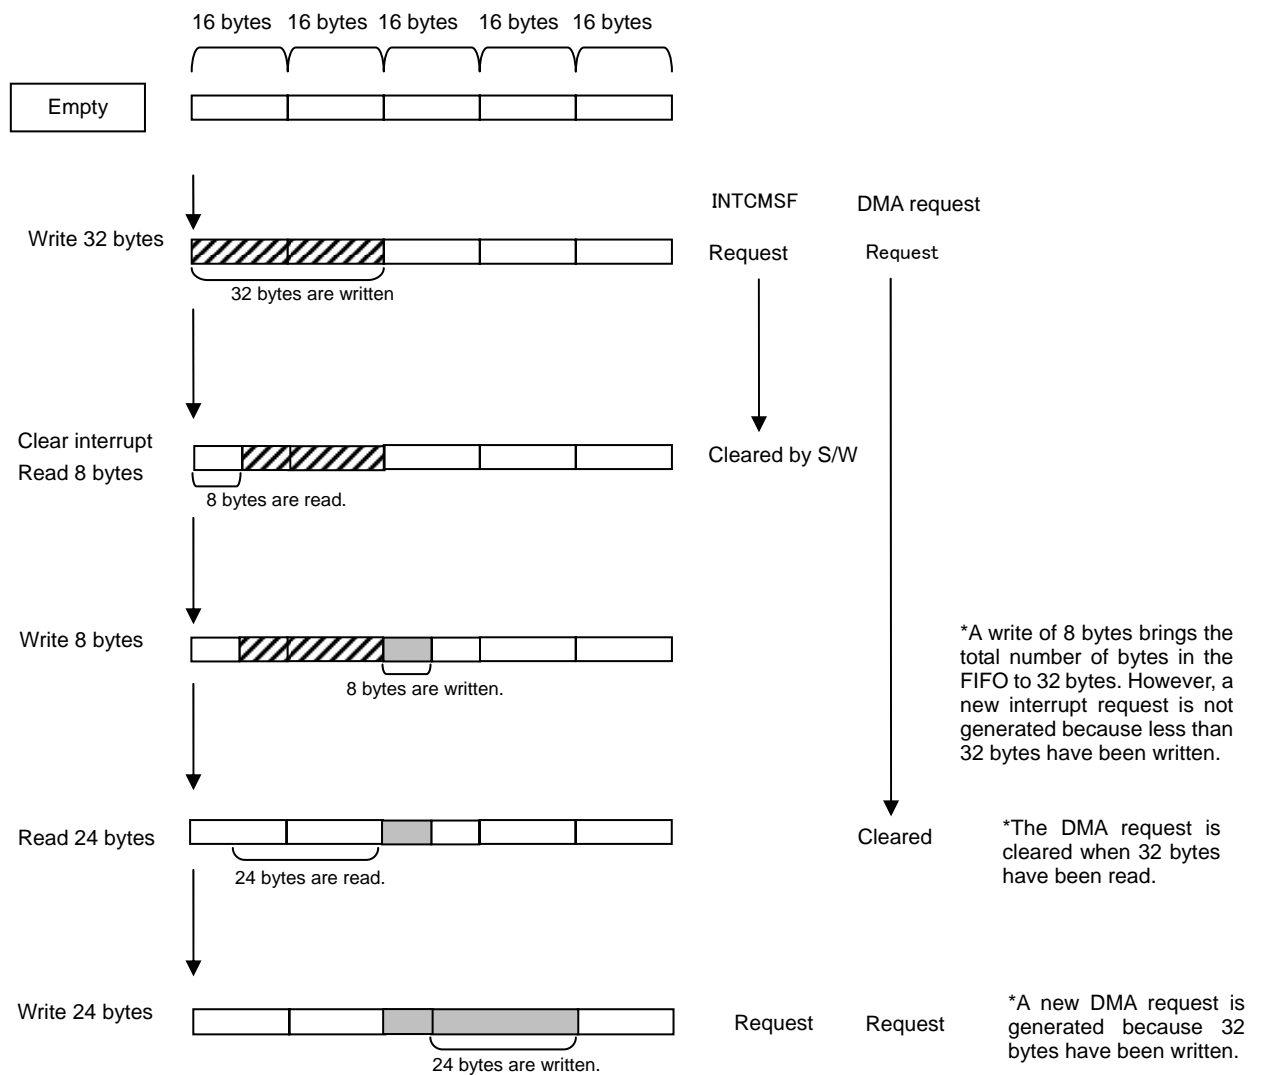 16 bytes 16 bytes 16 bytes 16 bytes 16 bytes
Empty
INTCMSF DMA request
Write 32 bytes
Request Request
32 bytes are written
Clear interrupt
Read 8 bytes
Cleared by S/W
8 bytes are read.
Write 8 bytes
8 bytes are written.
*A write of 8 bytes brings the
total number of bytes in the
FIFO to 32 bytes. However, a
new interrupt request is not
generated because less than
32 bytes have been written.
Read 24 bytes
24 bytes are read.
Cleared
*The DMA request is
cleared when 32 bytes
have been read.
Write 24 bytes
24 bytes are written.
Request Request
*A new DMA request is
generated because 32
bytes have been written.